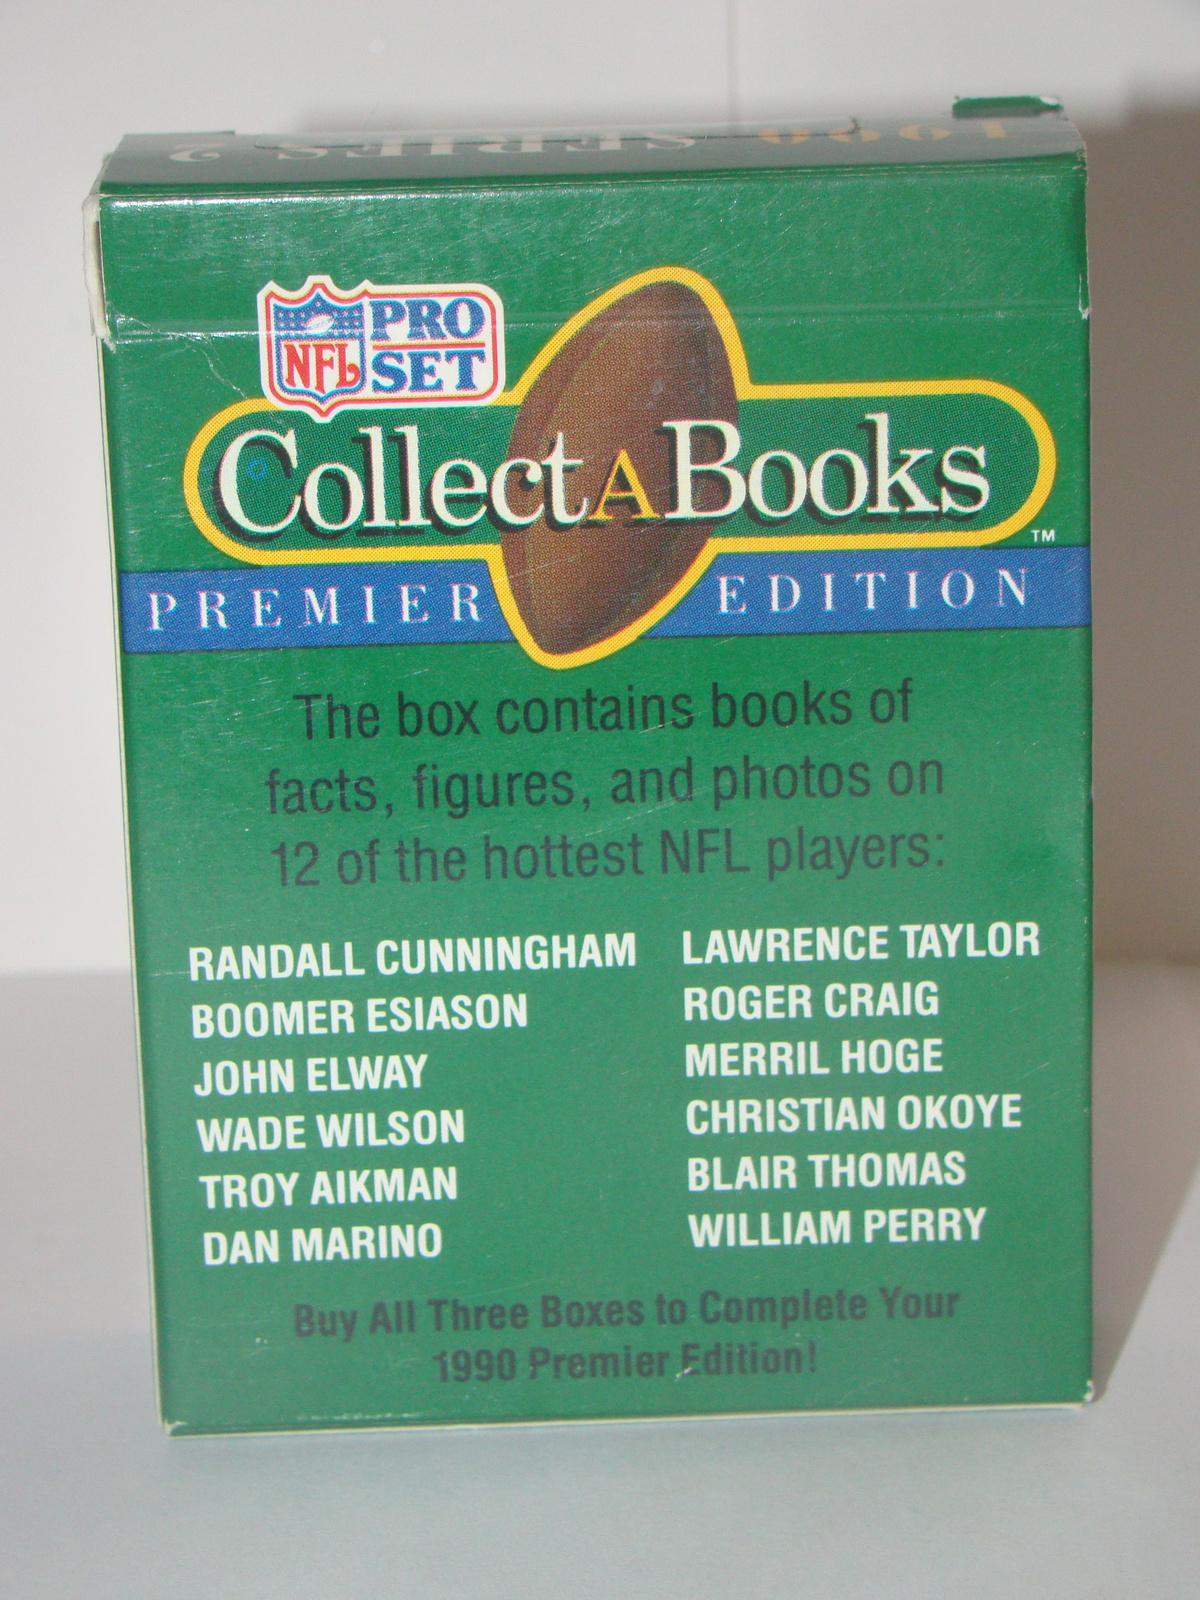 1990 SERIES 2
NFL
PRO
SET
CollectABooks
TM
PREMIER EDITION
The box contains books of
facts, figures, and photos on
12 of the hottest NFL players:
RANDALL CUNNINGHAM
BOOMER ESIASON
JOHN ELWAY
WADE WILSON
TROY AIKMAN
DAN MARINO
LAWRENCE TAYLOR
ROGER CRAIG
MERRIL HOGE
CHRISTIAN OKOYE
BLAIR THOMAS
WILLIAM PERRY
Buy All Three Boxes to Complete Your
1990 Premier Edition!